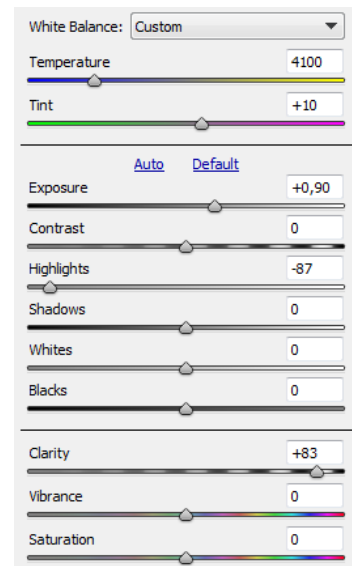 White Balance: Custom
Temperature 4100
Tint +10
Auto Default
Exposure +0,90
Contrast 0
Highlights -87
Shadows 0
Whites 0
Blacks 0
Clarity +83
Vibrance 0
Saturation 0